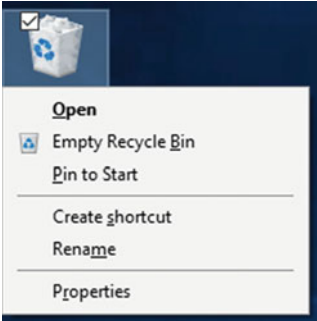 Open
Empty Recycle Bin
Pin to Start
Create shortcut
Rename
Properties